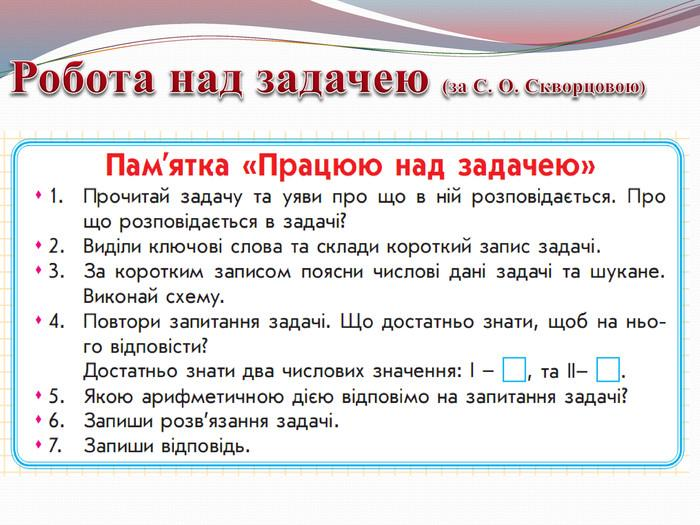 Робота над задачею (за С. О. Скворцовою)
Пам’ятка «Працюю над задачею»
1. Прочитай задачу та уяви про що в ній розповідається. Про
що розповідається в задачі?
2. Виділи ключові слова та склади короткий запис задачі.
3. За коротким записом поясни числові дані задачі та шукане.
Виконай схему.
4. Повтори запитання задачі. Що достатньо знати, щоб на ньо-
го відповісти?
Достатньо знати два числових значення: І – □, та ІІ– □.
5. Якою арифметичною дією відповімо на запитання задачі?
6. Запиши розв’язання задачі.
7. Запиши відповідь.